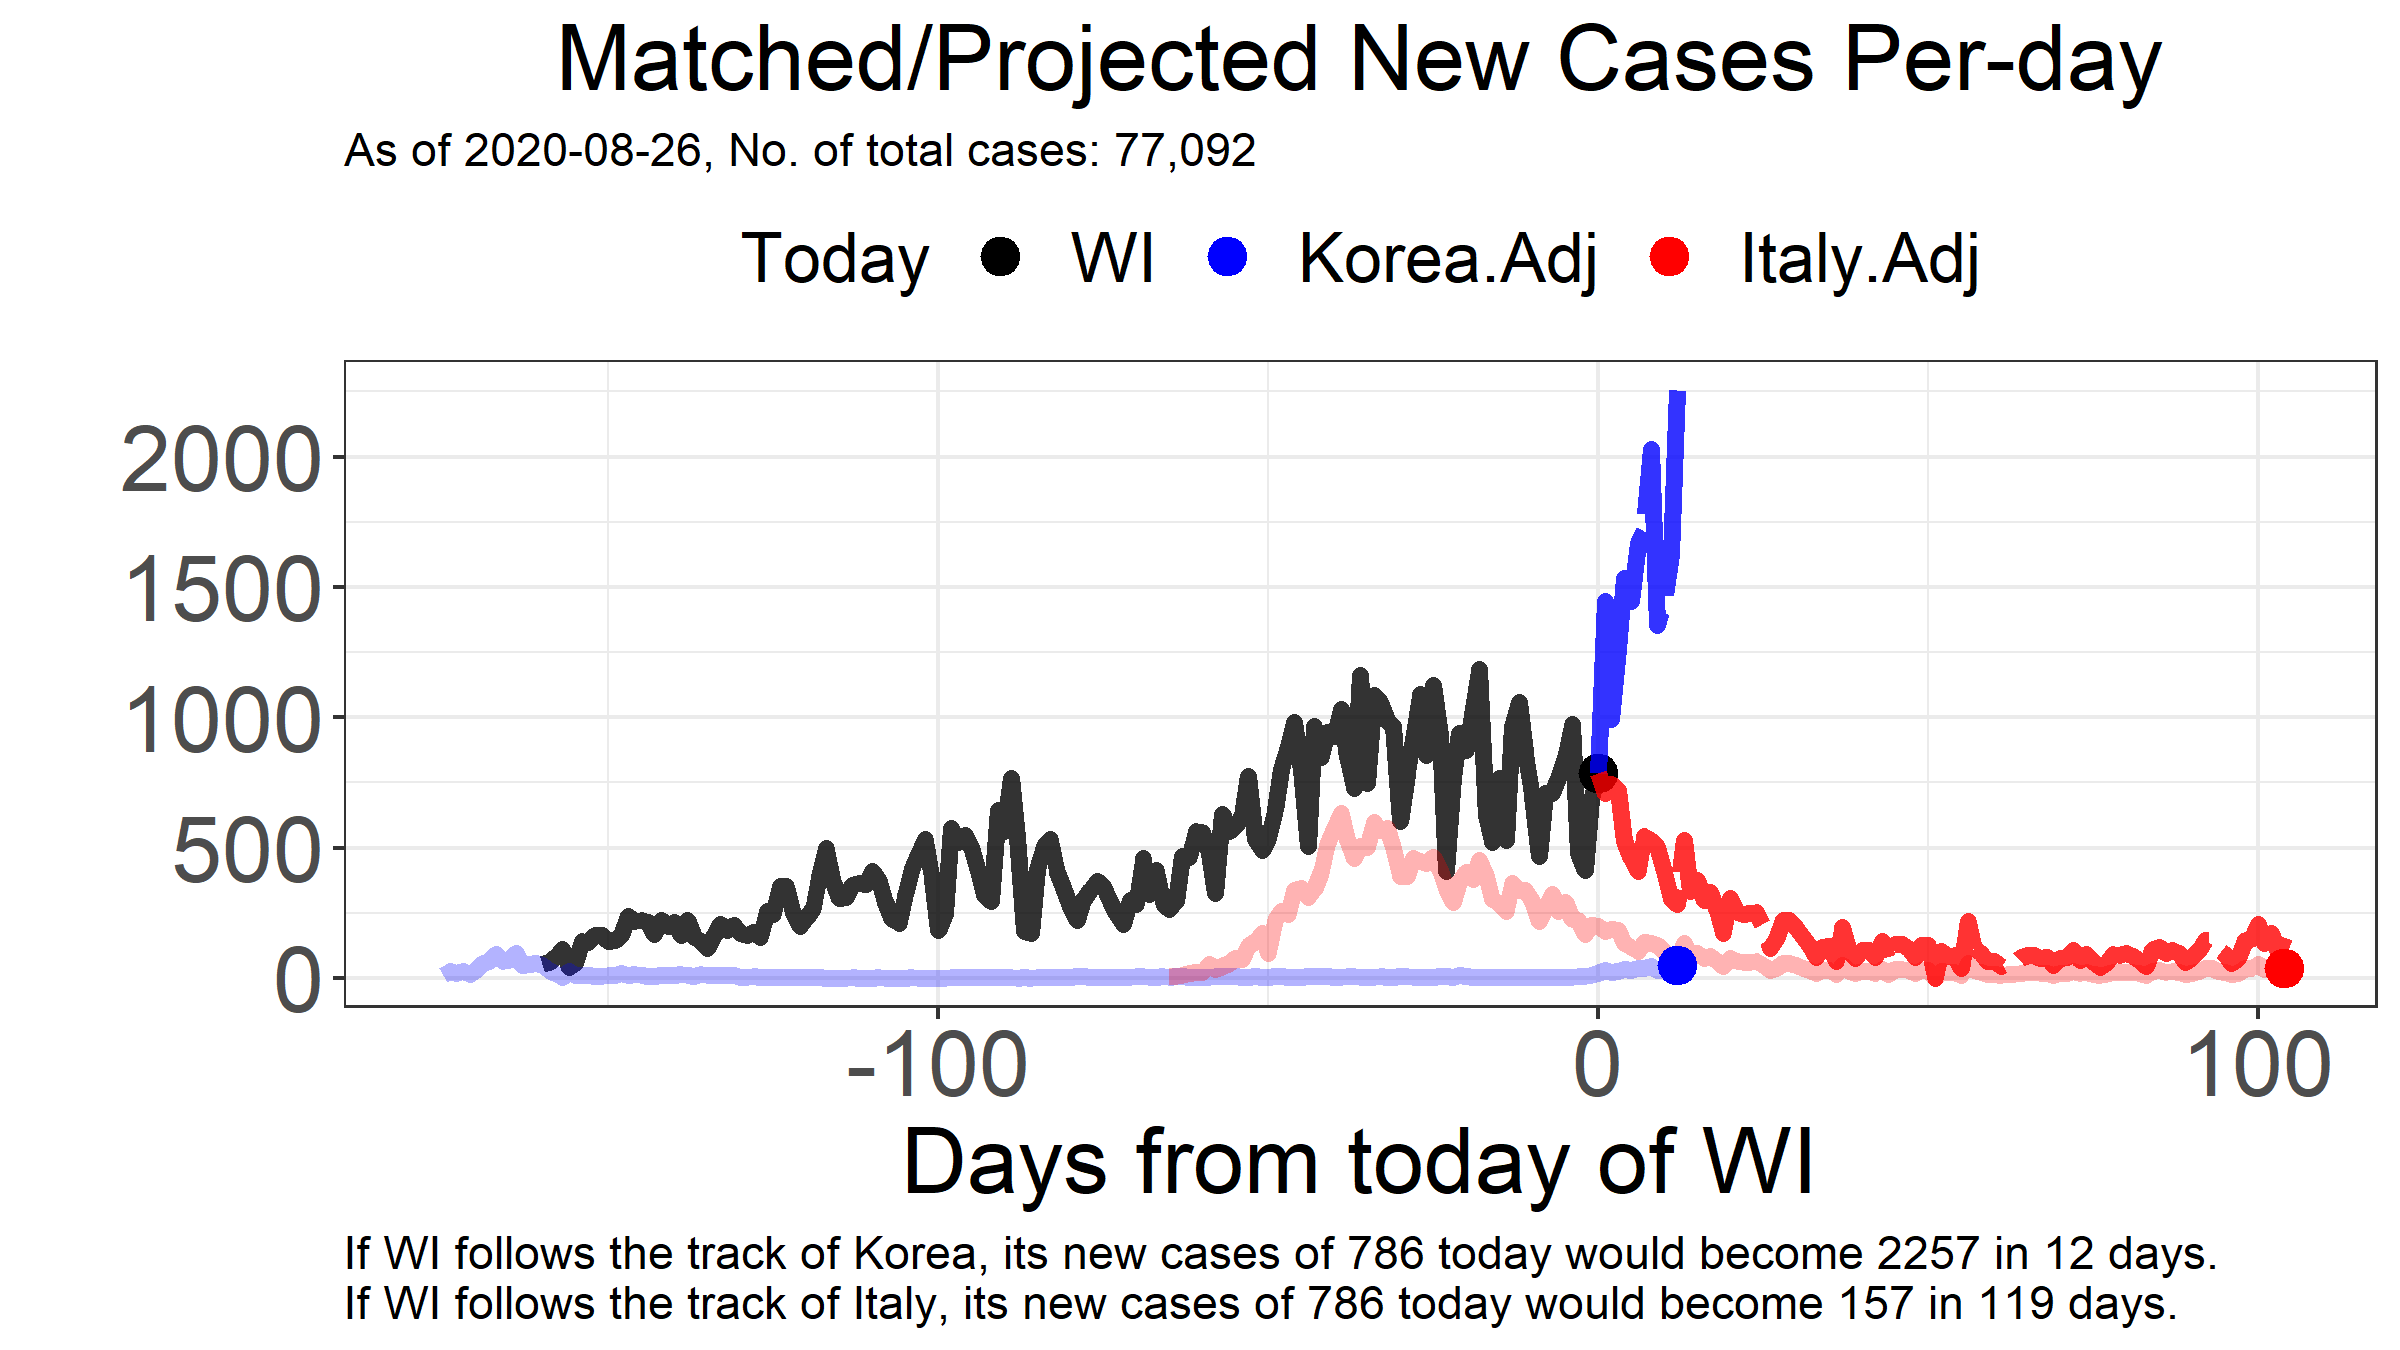 Matched/Projected New Cases Per-day
As of 2020-08-26, No. of total cases: 77,092
Today WI Korea.Adj Italy.Adj
2000
1500
1000
500
0
-100 0 100
Days from today of WI
If WI follows the track of Korea, its new cases of 786 today would become 2257 in 12 days.
If WI follows the track of Italy, its new cases of 786 today would become 157 in 119 days.